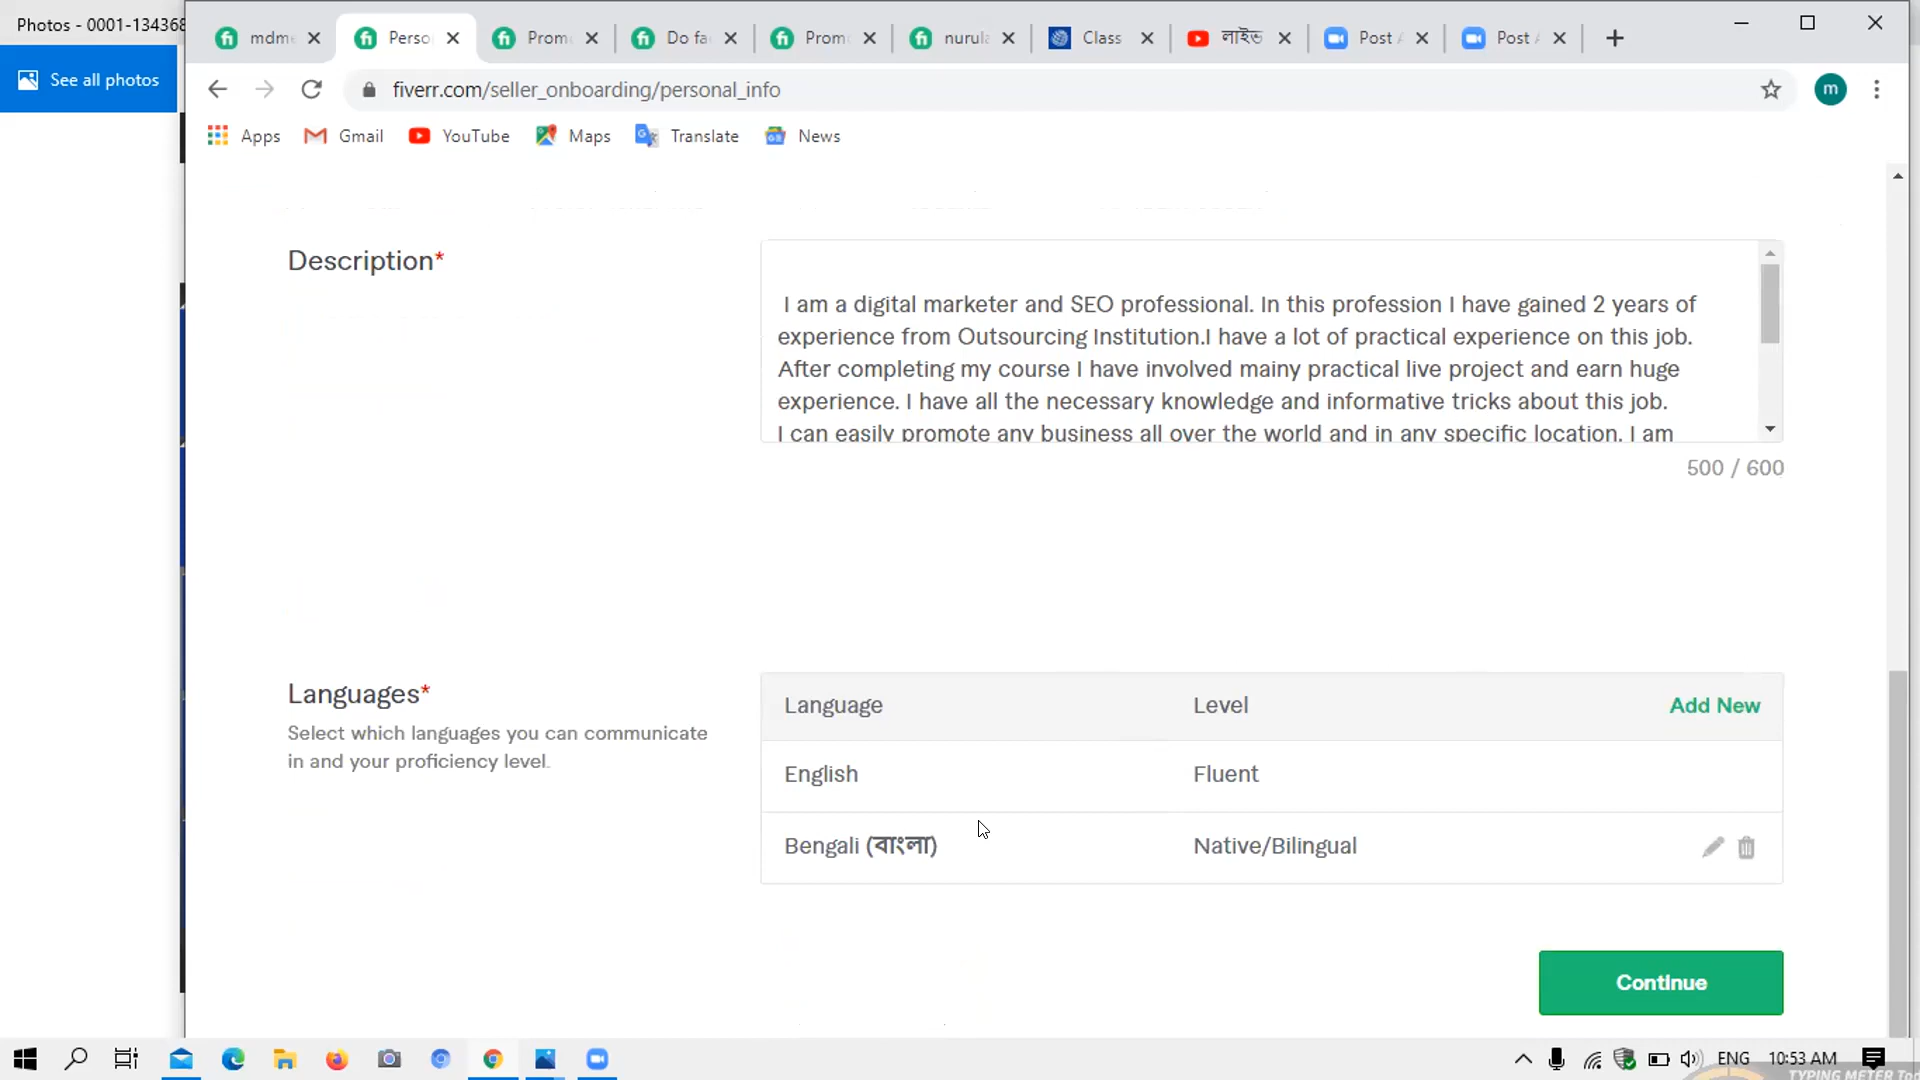 Photos - 0001-134368
See all photos
mdme
Perso
Prom
Do fa
Prom
nurula
Class
লাইভ
Post
Post
fiverr.com/seller_onboarding/personal_info
m
Apps
Gmail
YouTube
Maps
Translate
News
Description*
I am a digital marketer and SEO professional. In this profession I have gained 2 years of
experience from Outsourcing Institution.I have a lot of practical experience on this job.
After completing my course I have involved mainy practical live project and earn huge
experience. I have all the necessary knowledge and informative tricks about this job.
I can easily promote any business all over the world and in any specific location. I am
500 / 600
Languages*
Select which languages you can communicate
in and your proficiency level.
Language Level Add New
English Fluent
Bengali (বাংলা) Native/Bilingual
Continue
ENG 10:53 AM
TYPING METER